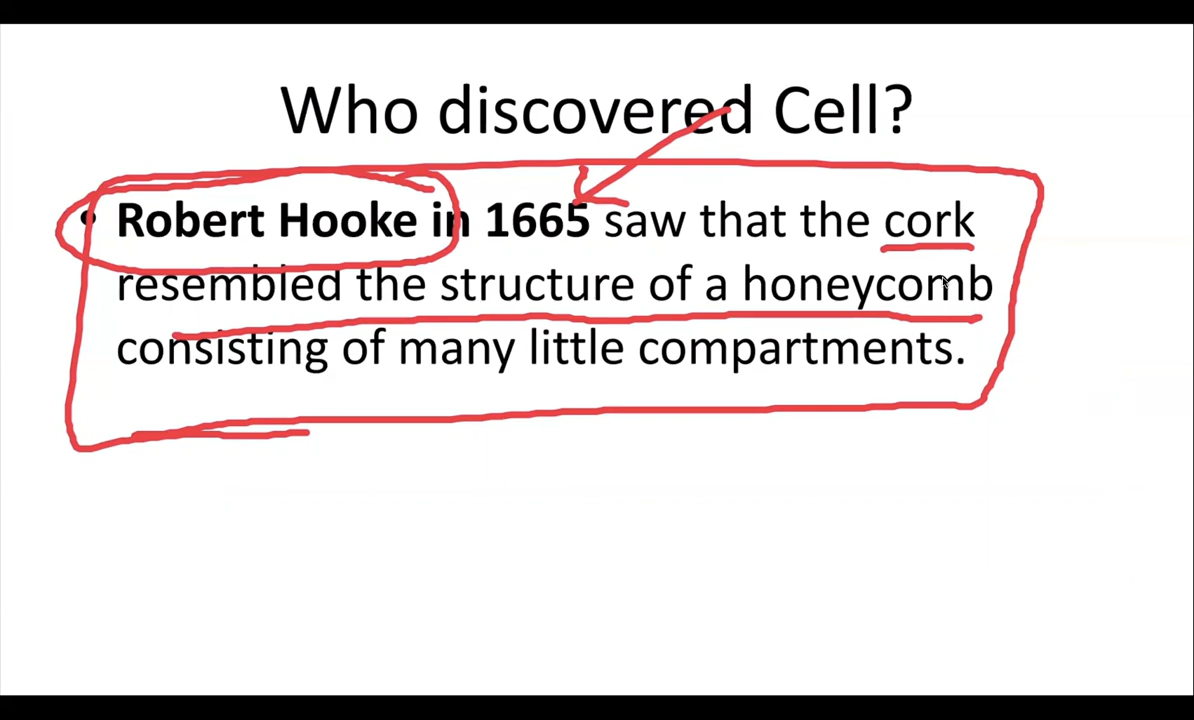 Who discovered Cell?
• Robert Hooke in 1665 saw that the cork
resembled the structure of a honeycomb
consisting of many little compartments.